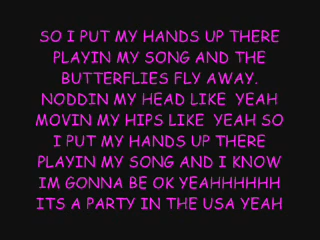 SO I PUT MY HANDS UP THERE
PLAYIN MY SONG AND THE
BUTTERFLIES FLY AWAY.
NODDIN MY HEAD LIKE  YEAH
MOVIN MY HIPS LIKE  YEAH SO
I PUT MY HANDS UP THERE
PLAYIN MY SONG AND I KNOW
IM GONNA BE OK YEAHHHHHH
ITS A PARTY IN THE USA YEAH